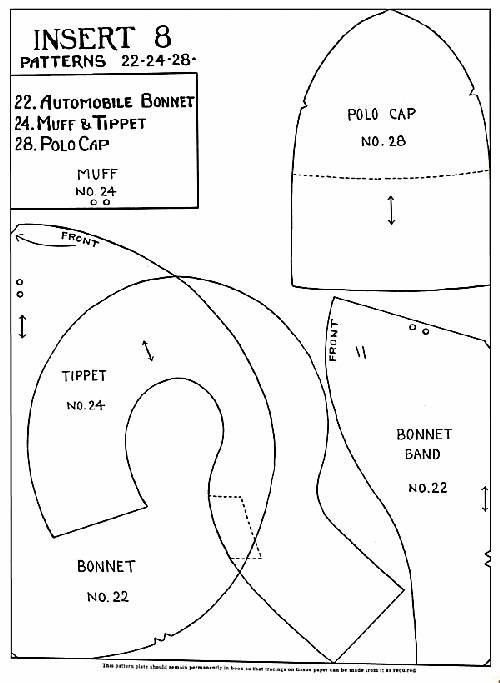 INSERT 8
PATTERNS 22-24-28-
22. AUTOMOBILE BONNET
24. MUFF & TIPPET
28. POLO CAP
MUFF
NO. 24
POLO CAP
NO. 28
FRONT
FRONT
TIPPET
NO. 24
BONNET
BAND
NO. 22
BONNET
NO. 22
This pattern plate should remain permanently in book so that tracings on tissue paper can be made from it as required